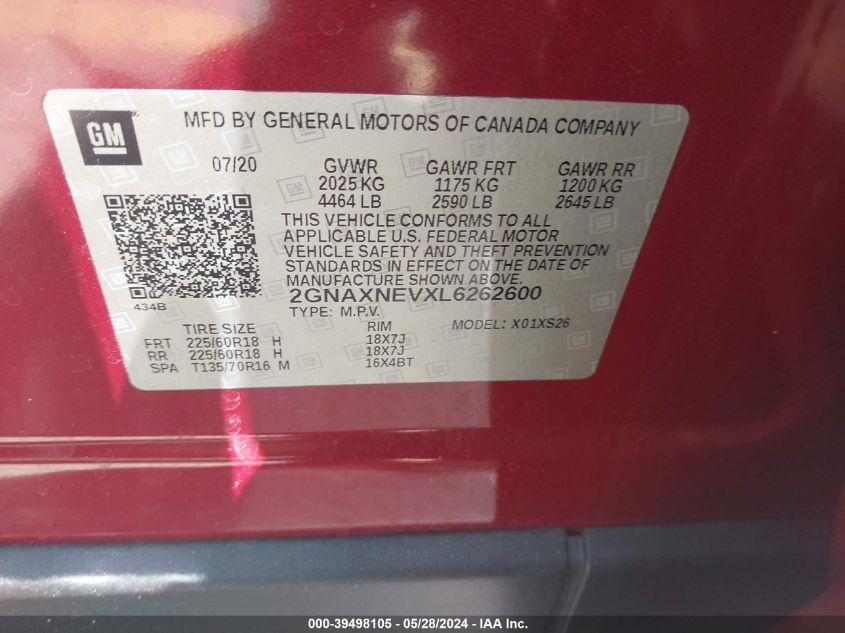 GM
MFD BY GENERAL MOTORS OF CANADA COMPANY
07/20 GVWR GAWR FRT GAWR RR
2025 KG 1175 KG 1200 KG
4464 LB 2590 LB 2645 LB
THIS VEHICLE CONFORMS TO ALL
APPLICABLE U.S. FEDERAL MOTOR
VEHICLE SAFETY AND THEFT PREVENTION
STANDARDS IN EFFECT ON THE DATE OF
MANUFACTURE SHOWN ABOVE.
434B 2GNAXNEVXL6262600
TYPE: M.P.V. MODEL: X01XS26
TIRE SIZE RIM
FRT 225/60R18 H 18X7J
RR 225/60R18 H 18X7J
SPA T135/70R16 M 16X4BT
000-39498105 - 05/28/2024 - IAA Inc.